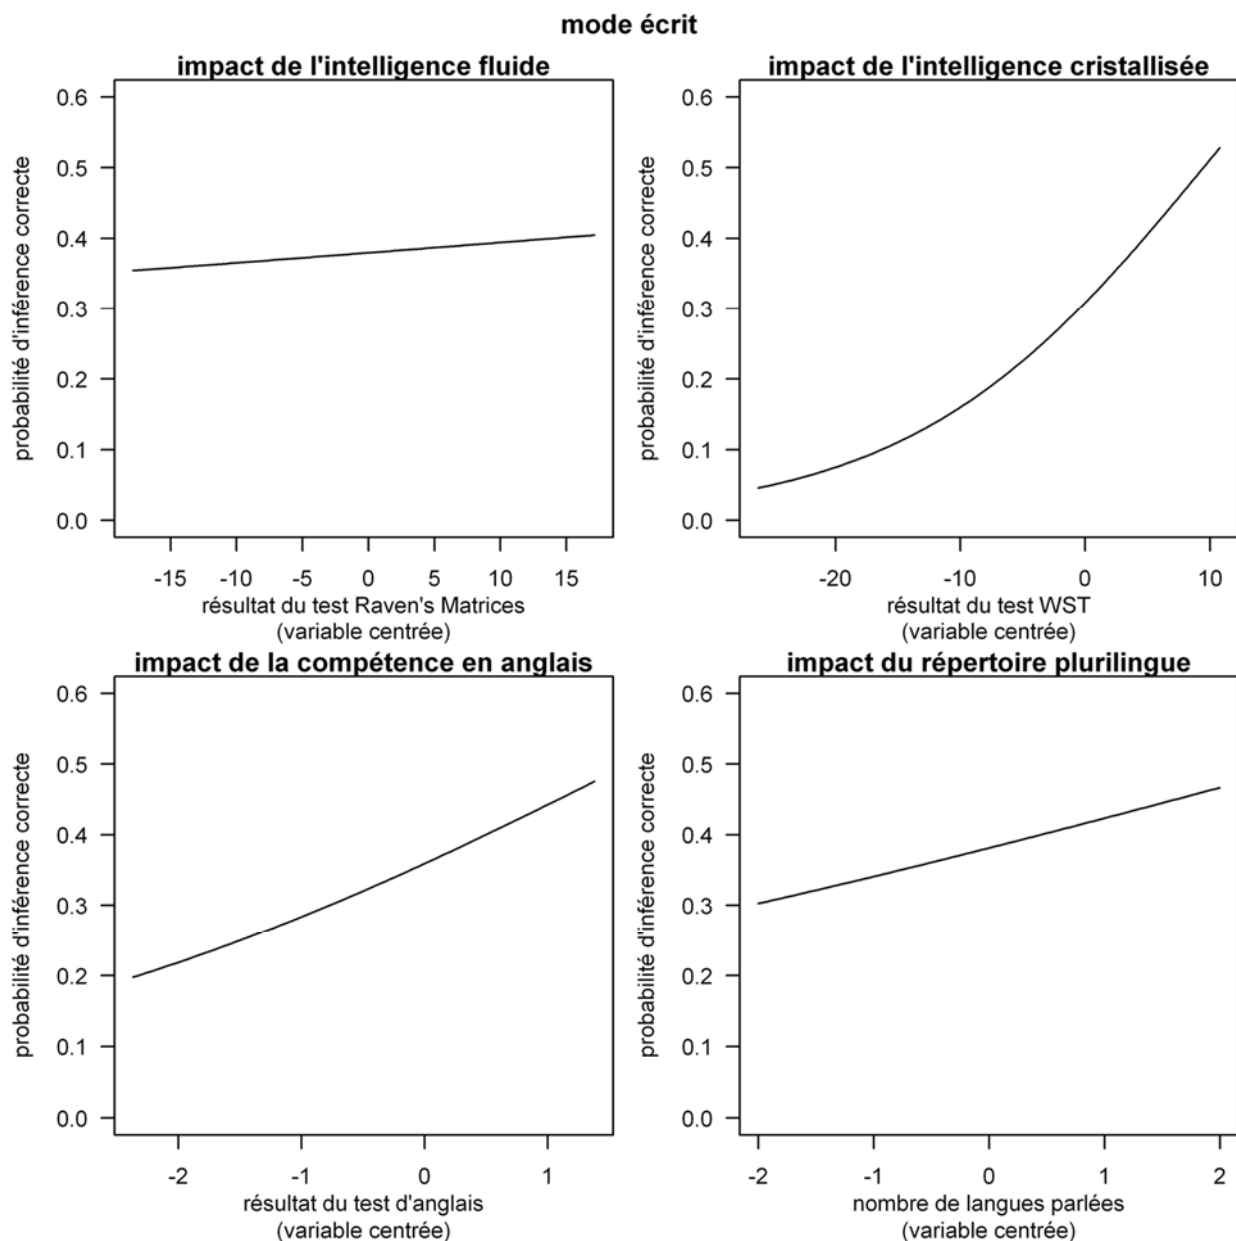 mode écrit
impact de l'intelligence fluide
probabilité d'inférence correcte
0.6
0.5
0.4
0.3
0.2
0.1
0.0
-15 -10 -5 0 5 10 15
résultat du test Raven's Matrices
(variable centrée)
impact de l'intelligence cristallisée
probabilité d'inférence correcte
0.6
0.5
0.4
0.3
0.2
0.1
0.0
-20 -10 0 10
résultat du test WST
(variable centrée)
impact de la compétence en anglais
probabilité d'inférence correcte
0.6
0.5
0.4
0.3
0.2
0.1
0.0
-2 -1 0 1
résultat du test d'anglais
(variable centrée)
impact du répertoire plurilingue
probabilité d'inférence correcte
0.6
0.5
0.4
0.3
0.2
0.1
0.0
-2 -1 0 1 2
nombre de langues parlées
(variable centrée)